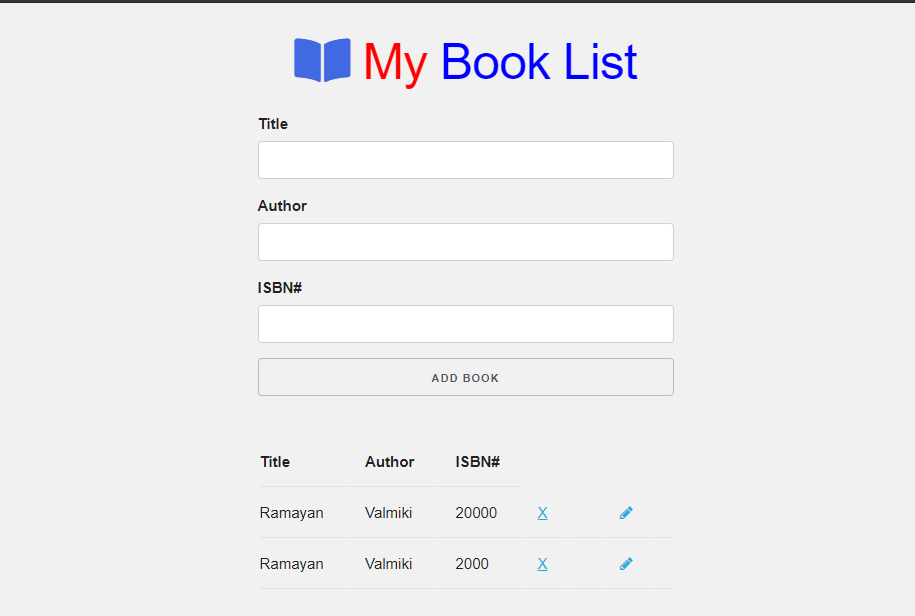 My Book List
Title
Author
ISBN#
ADD BOOK
Title Author ISBN#
Ramayan Valmiki 20000 X
Ramayan Valmiki 2000 X